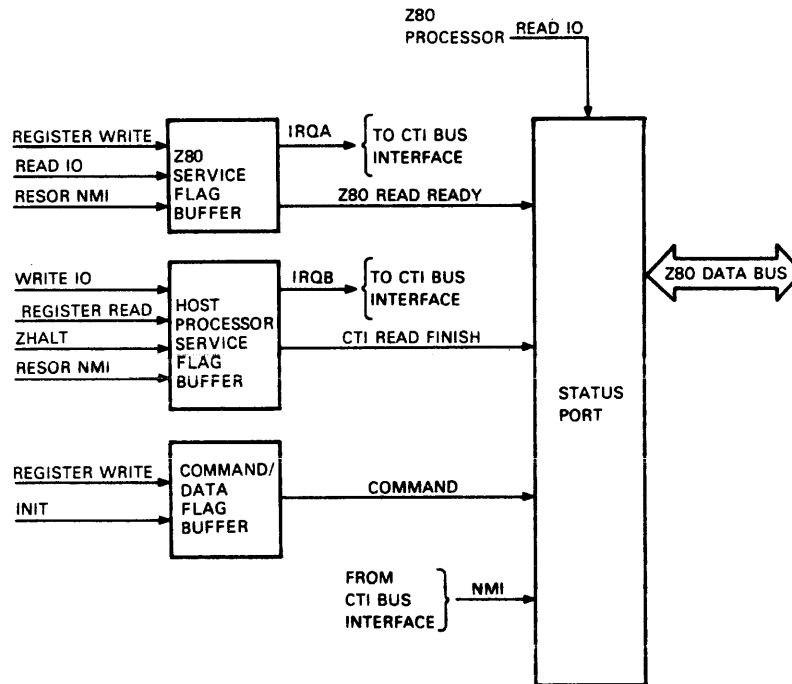 Z80
PROCESSOR
READ IO
REGISTER WRITE
READ IO
RESOR NMI
Z80
SERVICE
FLAG
BUFFER
IRQA
TO CTI BUS
INTERFACE
Z80 READ READY
WRITE IO
REGISTER READ
ZHALT
RESOR NMI
HOST
PROCESSOR
SERVICE
FLAG
BUFFER
IRQB
TO CTI BUS
INTERFACE
CTI READ FINISH
REGISTER WRITE
INIT
COMMAND/
DATA
FLAG
BUFFER
COMMAND
FROM
CTI BUS
INTERFACE
NMI
STATUS
PORT
Z80 DATA BUS